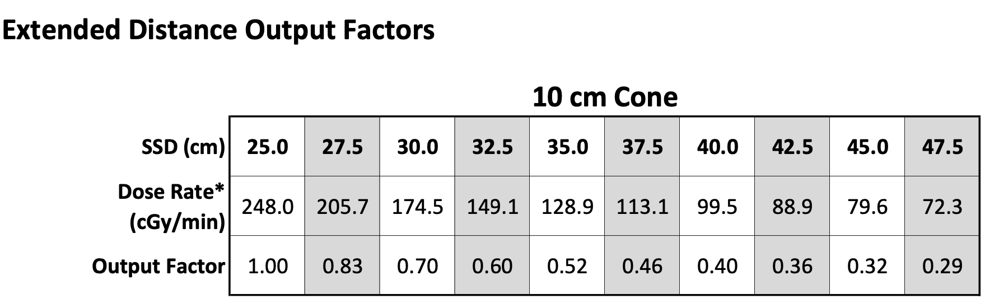 Extended Distance Output Factors
10 cm Cone
SSD (cm) 25.0 27.5 30.0 32.5 35.0 37.5 40.0 42.5 45.0 47.5
Dose Rate*
(cGy/min) 248.0 205.7 174.5 149.1 128.9 113.1 99.5 88.9 79.6 72.3
Output Factor 1.00 0.83 0.70 0.60 0.52 0.46 0.40 0.36 0.32 0.29